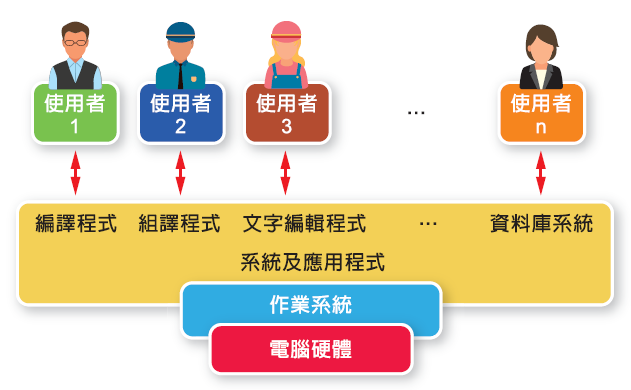 使用者
1
使用者
2
使用者
3
…
使用者
n
編譯程式 組譯程式 文字編輯程式 … 資料庫系統
系統及應用程式
作業系統
電腦硬體